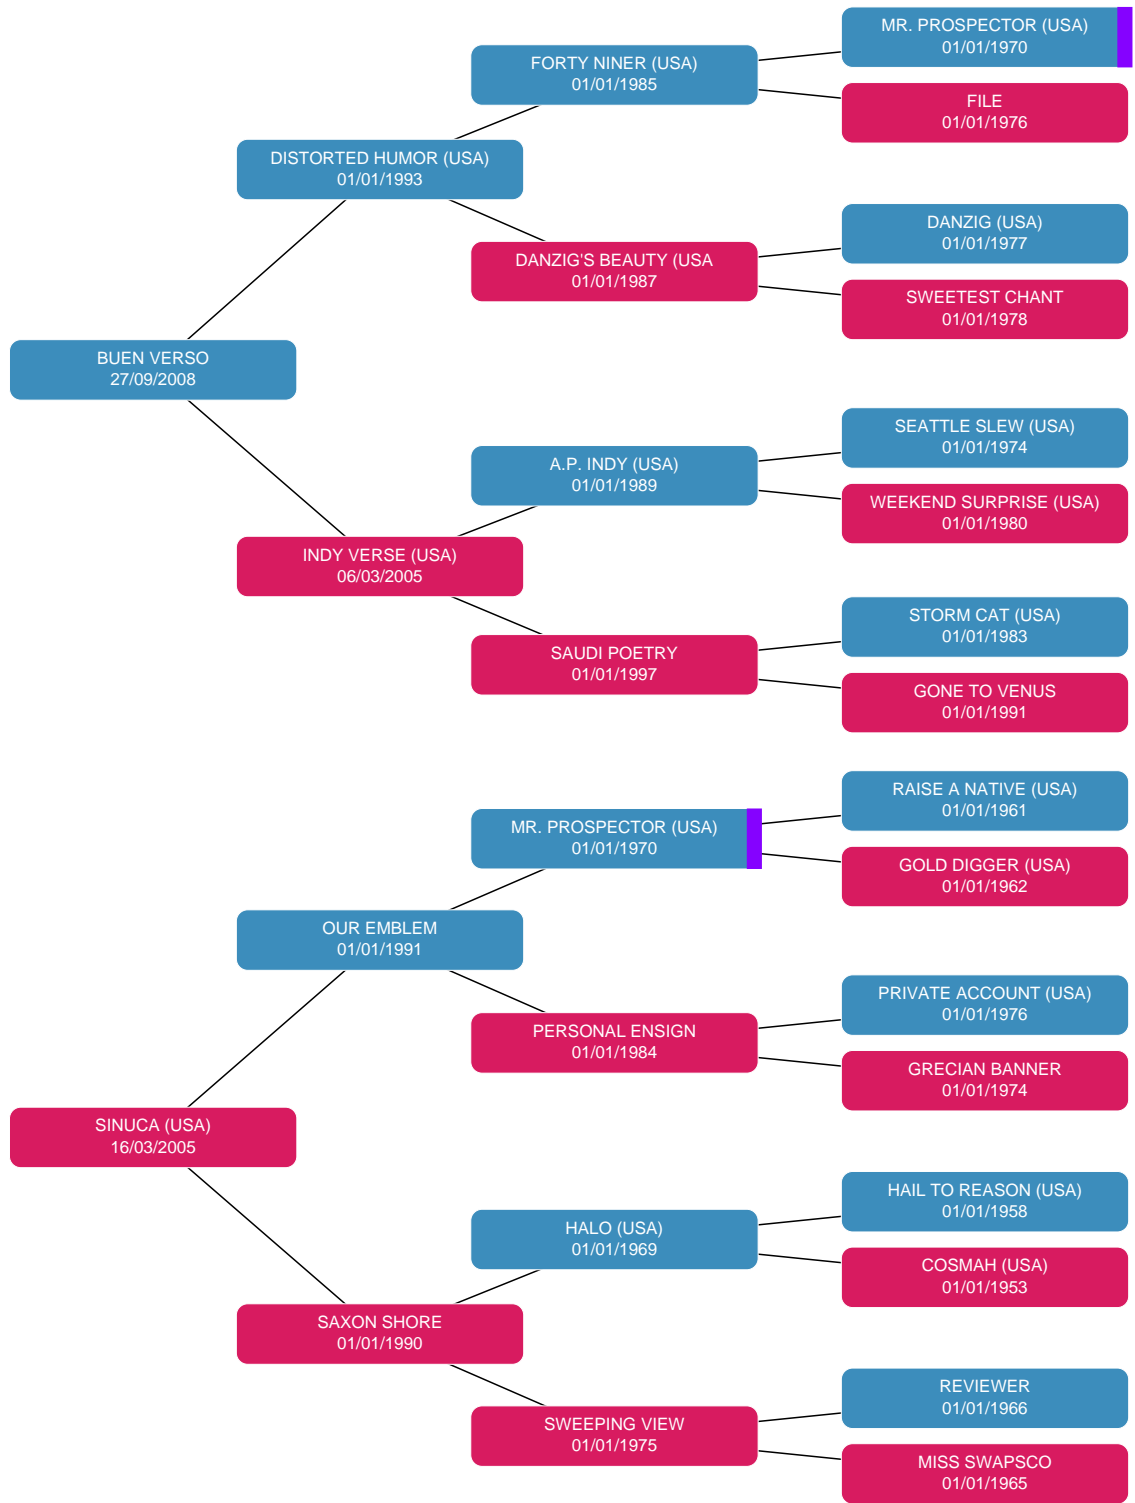 MR. PROSPECTOR (USA)
01/01/1970
FORTY NINER (USA)
01/01/1985
FILE
01/01/1976
DISTORTED HUMOR (USA)
01/01/1993
DANZIG (USA)
01/01/1977
DANZIG'S BEAUTY (USA
01/01/1987
SWEETEST CHANT
01/01/1978
BUEN VERSO
27/09/2008
SEATTLE SLEW (USA)
01/01/1974
A.P. INDY (USA)
01/01/1989
WEEKEND SURPRISE (USA)
01/01/1980
INDY VERSE (USA)
06/03/2005
STORM CAT (USA)
01/01/1983
SAUDI POETRY
01/01/1997
GONE TO VENUS
01/01/1991
RAISE A NATIVE (USA)
01/01/1961
MR. PROSPECTOR (USA)
01/01/1970
GOLD DIGGER (USA)
01/01/1962
OUR EMBLEM
01/01/1991
PRIVATE ACCOUNT (USA)
01/01/1976
PERSONAL ENSIGN
01/01/1984
GRECIAN BANNER
01/01/1974
SINUCA (USA)
16/03/2005
HAIL TO REASON (USA)
01/01/1958
HALO (USA)
01/01/1969
COSMAH (USA)
01/01/1953
SAXON SHORE
01/01/1990
REVIEWER
01/01/1966
SWEEPING VIEW
01/01/1975
MISS SWAPSCO
01/01/1965